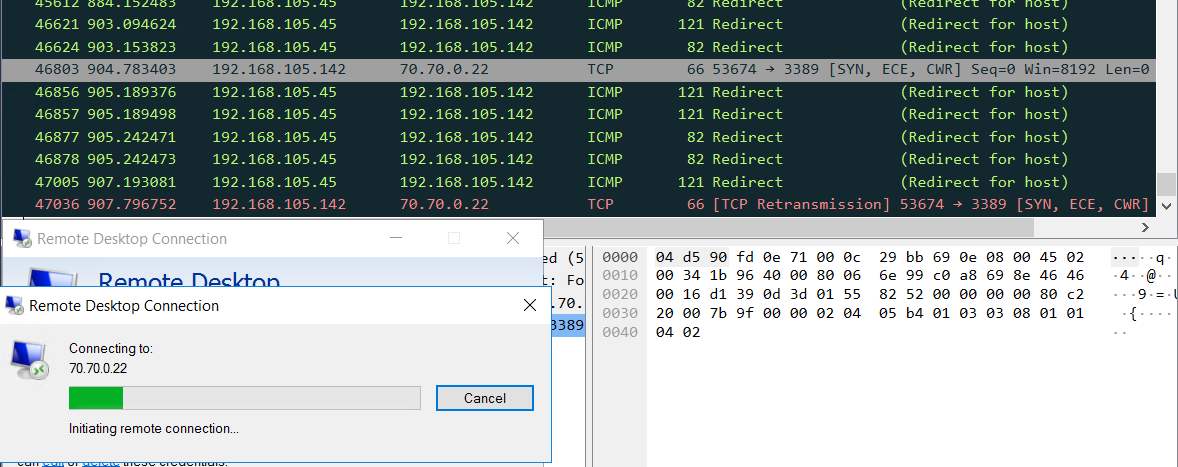 45612 884.152483 192.168.105.45 192.168.105.142 ICMP 82 Redirect (Redirect for host)
46621 903.094624 192.168.105.45 192.168.105.142 ICMP 121 Redirect (Redirect for host)
46624 903.153823 192.168.105.45 192.168.105.142 ICMP 82 Redirect (Redirect for host)
46803 904.783403 192.168.105.142 70.70.0.22 TCP 66 53674 → 3389 [SYN, ECE, CWR] Seq=0 Win=8192 Len=0
46856 905.189376 192.168.105.45 192.168.105.142 ICMP 121 Redirect (Redirect for host)
46857 905.189498 192.168.105.45 192.168.105.142 ICMP 121 Redirect (Redirect for host)
46877 905.242471 192.168.105.45 192.168.105.142 ICMP 82 Redirect (Redirect for host)
46878 905.242473 192.168.105.45 192.168.105.142 ICMP 82 Redirect (Redirect for host)
47005 907.193081 192.168.105.45 192.168.105.142 ICMP 121 Redirect (Redirect for host)
47036 907.796752 192.168.105.142 70.70.0.22 TCP 66 [TCP Retransmission] 53674 → 3389 [SYN, ECE, CWR]
Remote Desktop Connection
Remote Desktop
Remote Desktop Connection
Connecting to:
70.70.0.22
Cancel
Initiating remote connection...
can edit or delete these credentials.
ed (5
t: Fo
.70.
3389
0000 04 d5 90 fd 0e 71 00 0c 29 bb 69 0e 08 00 45 02 ·····q··
0010 00 34 1b 96 40 00 80 06 6e 99 c0 a8 69 8e 46 46 ·4··@···
0020 00 16 d1 39 0d 3d 01 55 82 52 00 00 00 00 80 c2 ···9·=·U
0030 20 00 7b 9f 00 00 02 04 05 b4 01 03 03 08 01 01 ·{·····
0040 04 02 ··